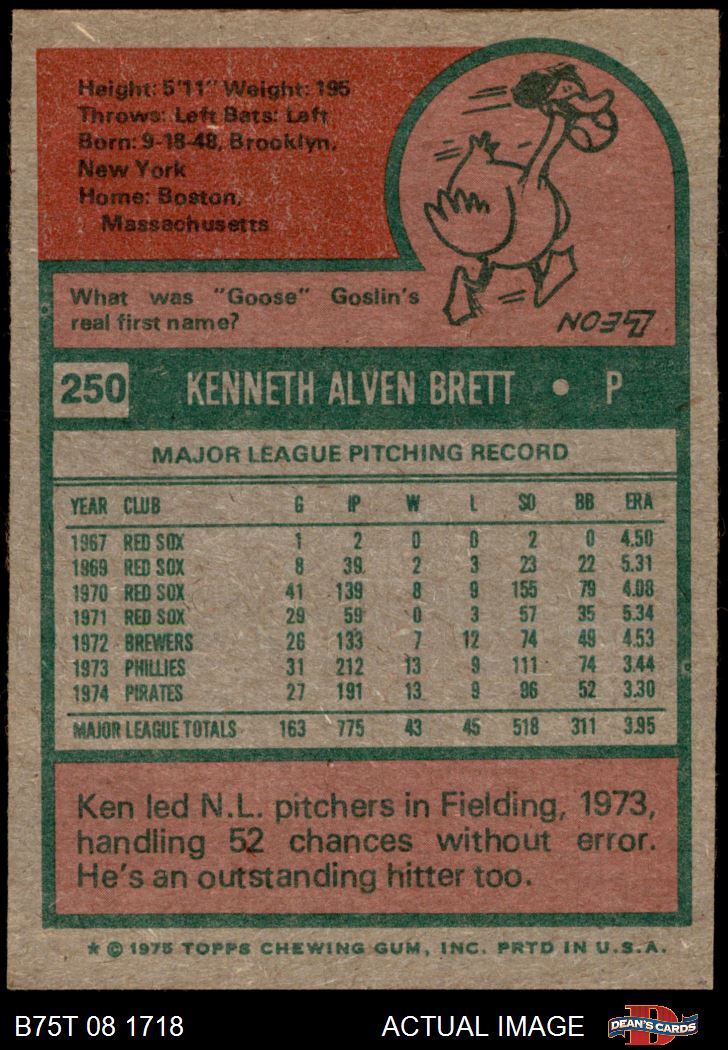 Height: 5'11" Weight: 195
Throws: Left Bats: Left
Born: 9-18-48, Brooklyn,
New York
Home: Boston,
Massachusetts
What was "Goose" Goslin's
real first name?
LEON
250 KENNETH ALVEN BRETT • P
MAJOR LEAGUE PITCHING RECORD
YEAR CLUB G IP W L SO BB ERA
1967 RED SOX 1 2 0 0 2 0 4.50
1969 RED SOX 8 39 2 3 23 22 5.31
1970 RED SOX 41 139 8 9 155 79 4.08
1971 RED SOX 29 59 0 3 57 35 5.34
1972 BREWERS 26 133 7 12 74 49 4.53
1973 PHILLIES 31 212 13 9 111 74 3.44
1974 PIRATES 27 191 13 9 96 52 3.30
MAJOR LEAGUE TOTALS 163 775 43 45 518 311 3.95
Ken led N.L. pitchers in Fielding, 1973,
handling 52 chances without error.
He's an outstanding hitter too.
* © 1975 TOPPS CHEWING GUM, INC. PRTD IN U.S.A.
B75T 08 1718 ACTUAL IMAGE D DEAN'S CARDS